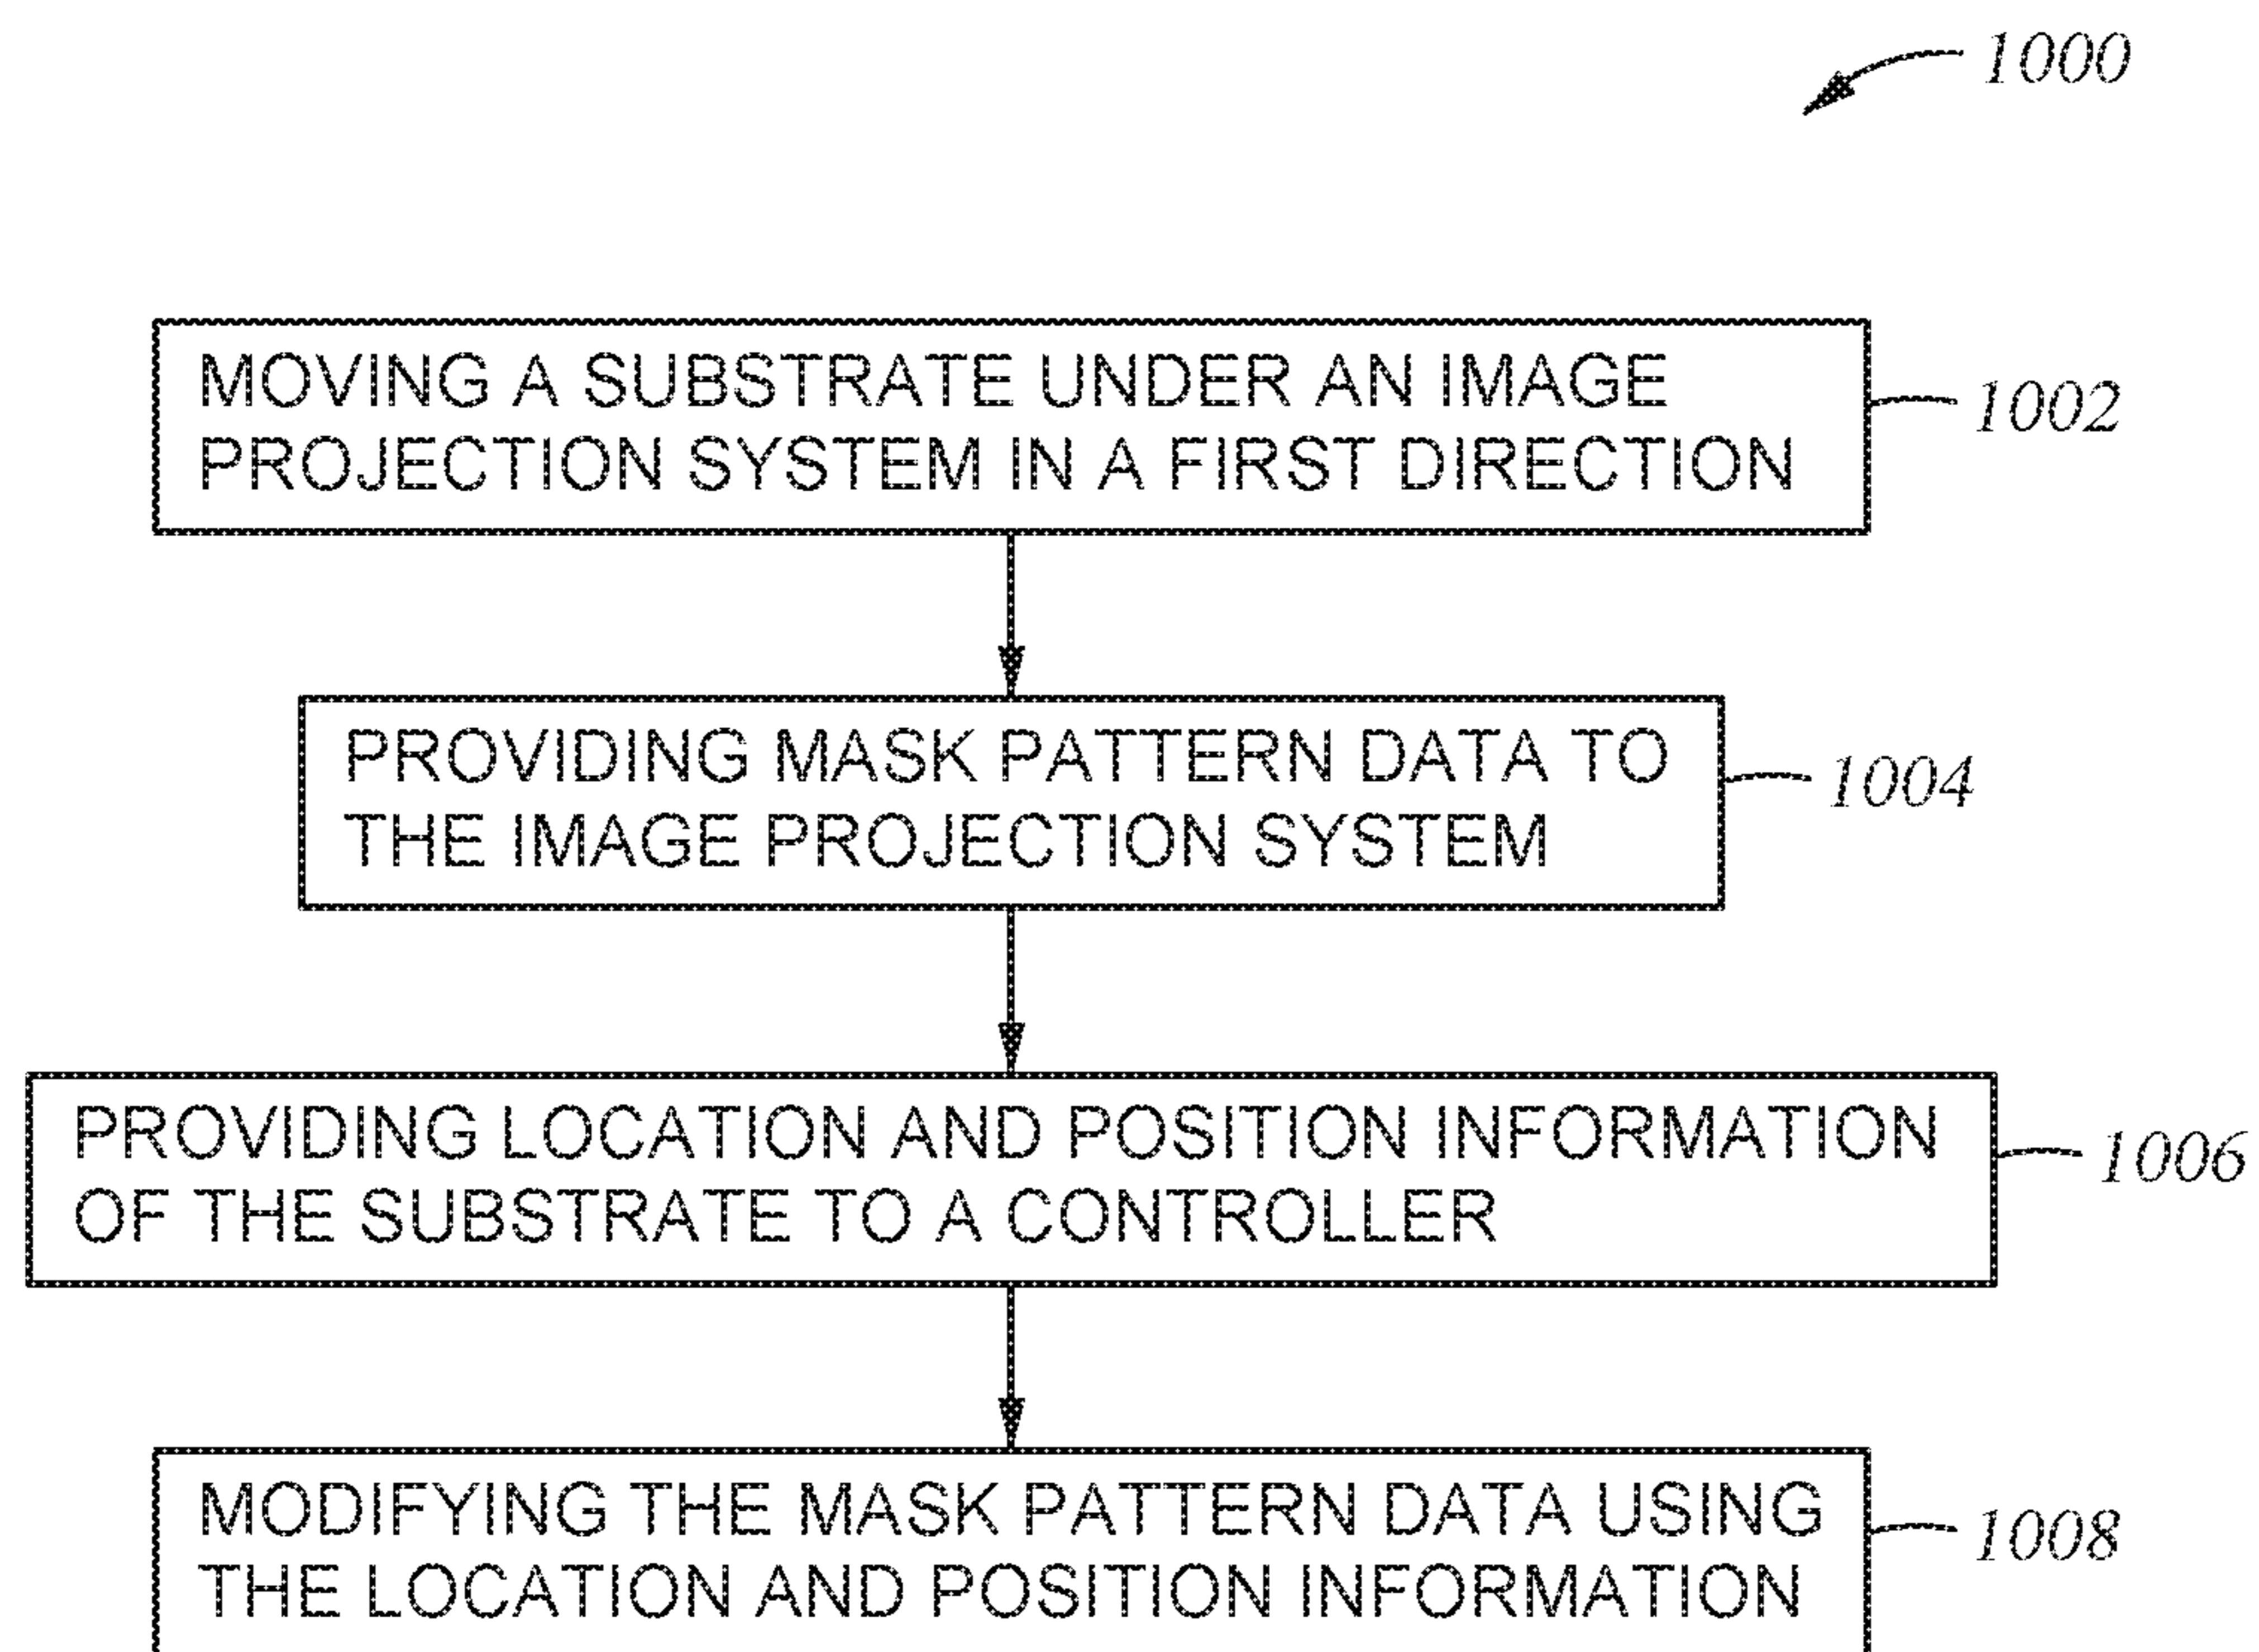 1000
MOVING A SUBSTRATE UNDER AN IMAGE
PROJECTION SYSTEM IN A FIRST DIRECTION
1002
PROVIDING MASK PATTERN DATA TO
THE IMAGE PROJECTION SYSTEM
1004
PROVIDING LOCATION AND POSITION INFORMATION
OF THE SUBSTRATE TO A CONTROLLER
1006
MODIFYING THE MASK PATTERN DATA USING
THE LOCATION AND POSITION INFORMATION
1008